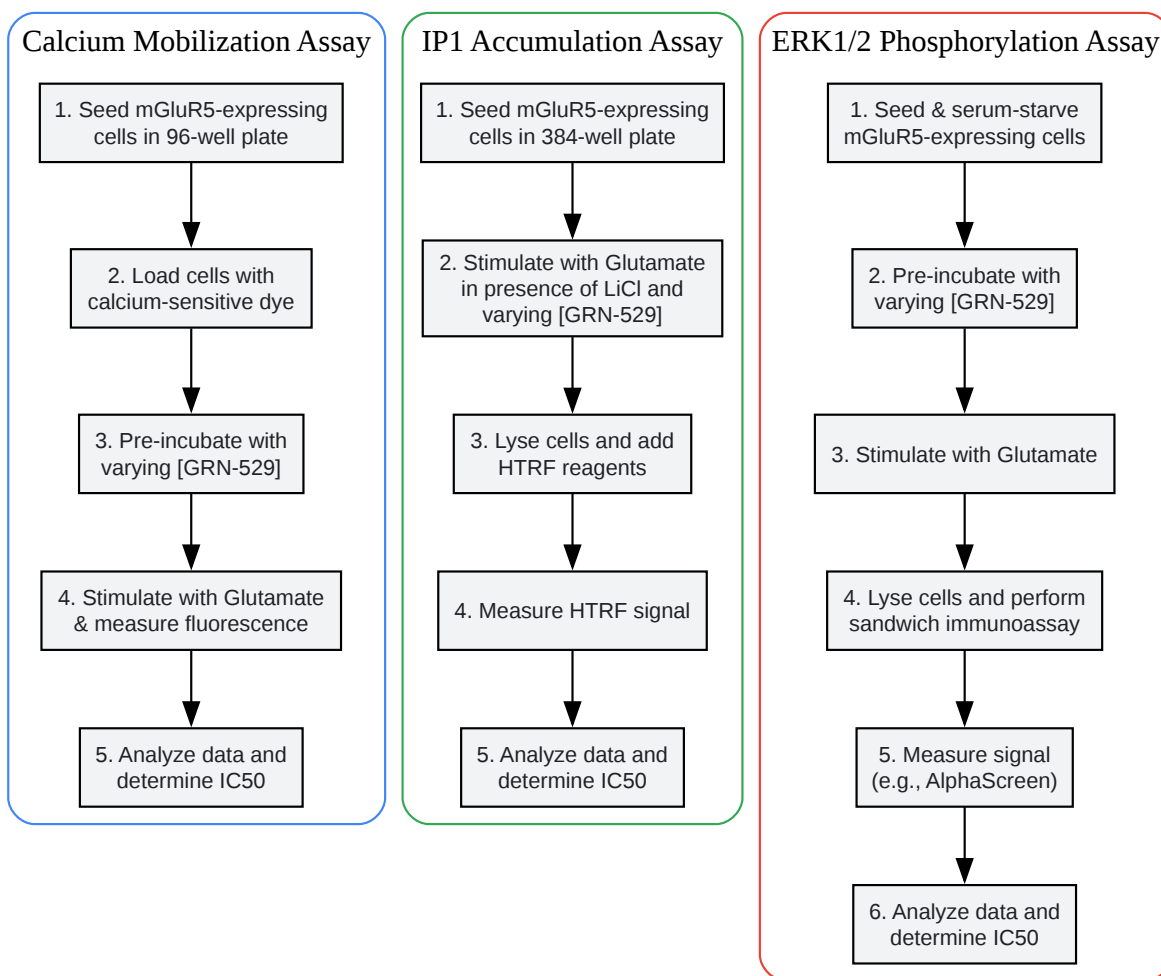 Calcium Mobilization Assay
1. Seed mGluR5-expressing
cells in 96-well plate
2. Load cells with
calcium-sensitive dye
3. Pre-incubate with
varying [GRN-529]
4. Stimulate with Glutamate
& measure fluorescence
5. Analyze data and
determine IC50
IP1 Accumulation Assay
1. Seed mGluR5-expressing
cells in 384-well plate
2. Stimulate with Glutamate
in presence of LiCl and
varying [GRN-529]
3. Lyse cells and add
HTRF reagents
4. Measure HTRF signal
5. Analyze data and
determine IC50
ERK1/2 Phosphorylation Assay
1. Seed & serum-starve
mGluR5-expressing cells
2. Pre-incubate with
varying [GRN-529]
3. Stimulate with Glutamate
4. Lyse cells and perform
sandwich immunoassay
5. Measure signal
(e.g., AlphaScreen)
6. Analyze data and
determine IC50